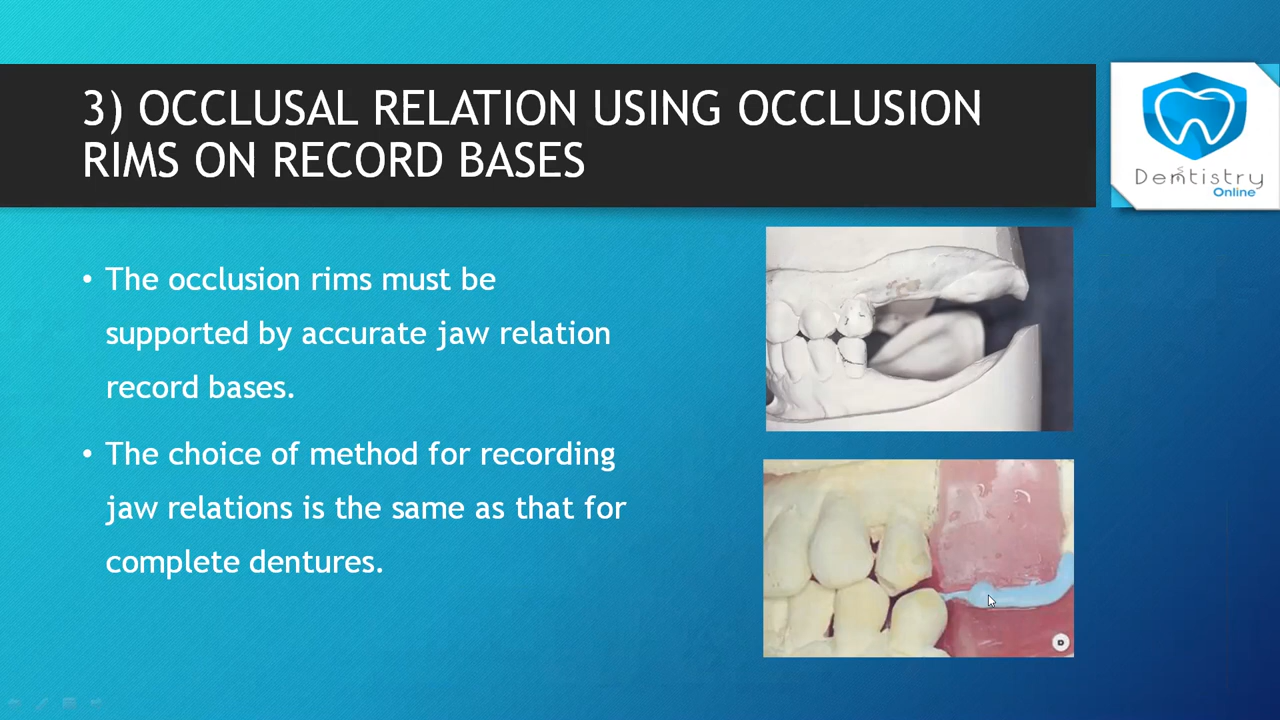 3) OCCLUSAL RELATION USING OCCLUSION
RIMS ON RECORD BASES
Dentistry
Online
• The occlusion rims must be
supported by accurate jaw relation
record bases.
• The choice of method for recording
jaw relations is the same as that for
complete dentures.
D